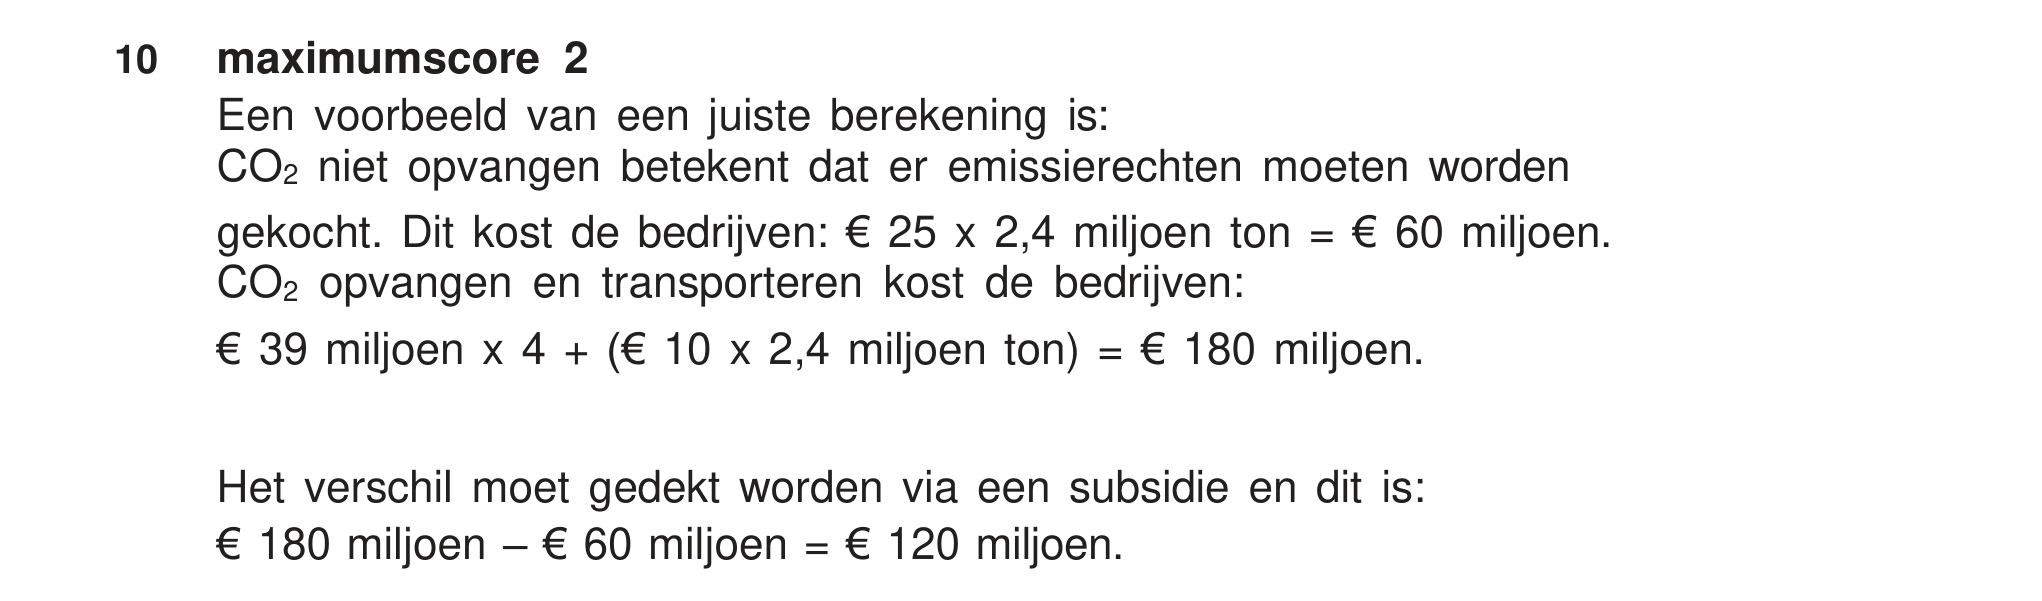 10 maximumscore 2
Een voorbeeld van een juiste berekening is:
CO₂ niet opvangen betekent dat er emissierechten moeten worden
gekocht. Dit kost de bedrijven: € 25 x 2,4 miljoen ton = € 60 miljoen.
CO₂ opvangen en transporteren kost de bedrijven:
€ 39 miljoen x 4 + (€ 10 x 2,4 miljoen ton) = € 180 miljoen.
Het verschil moet gedekt worden via een subsidie en dit is:
€ 180 miljoen – € 60 miljoen = € 120 miljoen.